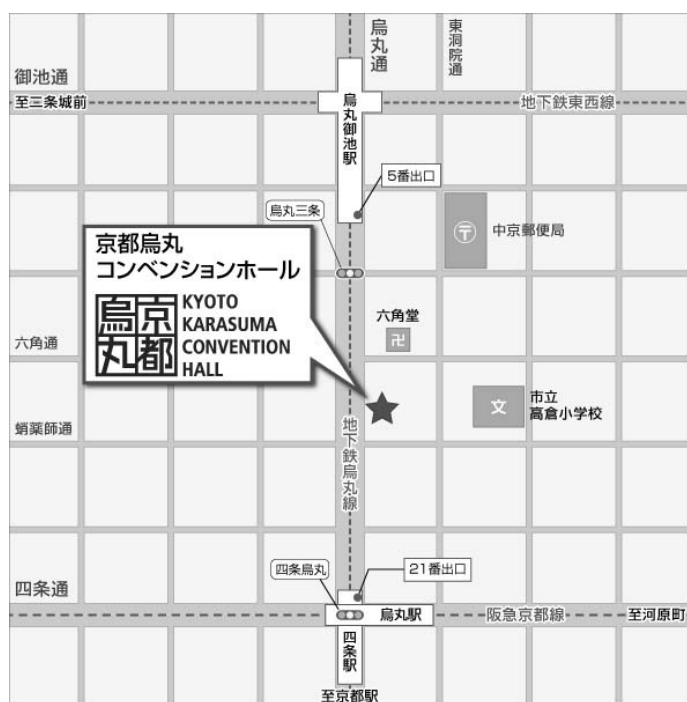 烏丸通
東洞院通
御池通
至二条城前
地下鉄東西線
烏丸御池駅
5番出口
烏丸三条
中京郵便局
京都烏丸
コンベンションホール
烏京
丸都
KYOTO
KARASUMA
CONVENTION
HALL
六角堂
卍
六角通
文
市立
高倉小学校
蛸薬師通
地下鉄烏丸線
四条烏丸
21番出口
四条通
烏丸駅
阪急京都線
至河原町
四条駅
至京都駅